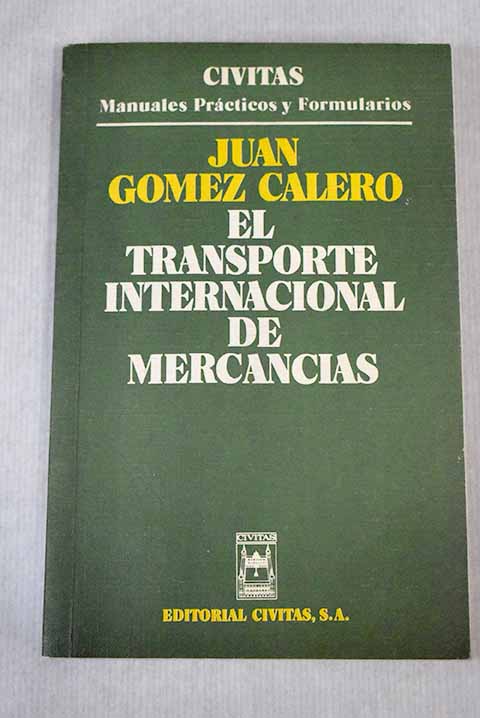 CIVITAS
Manuales Prácticos y Formularios
JUAN
GOMEZ CALERO
EL
TRANSPORTE
INTERNACIONAL
DE
MERCANCIAS
CIVITAS
EDITORIAL CIVITAS, S.A.